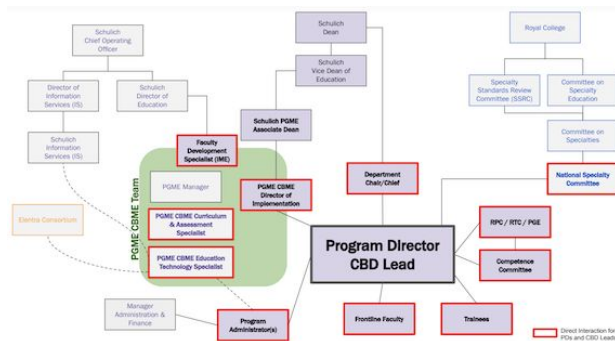 Schulich
Chief Operating
Officer
Director of
Information
Services (IS)
Schulich
Director of
Education
Schulich
Information
Services (IS)
Schulich
Dean
Schulich
Vice Dean of
Education
Schulich PGME
Associate Dean
Royal College
Specialty
Standards Review
Committee (SSRC)
Committee on
Specialty
Education
Committee on
Specialties
National Specialty
Committee
Faculty
Development
Specialist (IME)
PGME CBME Team
PGME Manager
PGME CBME
Director of
Implementation
Department
Chair/Chief
PGME CBME Curriculum
& Assessment
Specialist
PGME CBME Education
Technology Specialist
Elentra Consortium
Program Director
CBD Lead
RPC / RTC / PGE
Competence
Committee
Manager
Administration &
Finance
Program
Administrator(s)
Frontline Faculty
Trainees
Direct Interaction for
PDs and CBD Leads